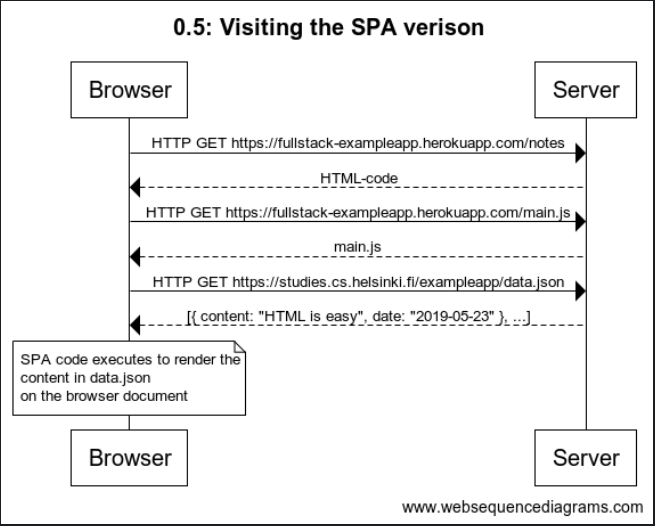 0.5: Visiting the SPA verison
Browser
Server
HTTP GET https://fullstack-exampleapp.herokuapp.com/notes
HTML-code
HTTP GET https://fullstack-exampleapp.herokuapp.com/main.js
main.js
HTTP GET https://studies.cs.helsinki.fi/exampleapp/data.json
[{ content: "HTML is easy", date: "2019-05-23" }, ...]
SPA code executes to render the
content in data.json
on the browser document
Browser
Server
www.websequencediagrams.com